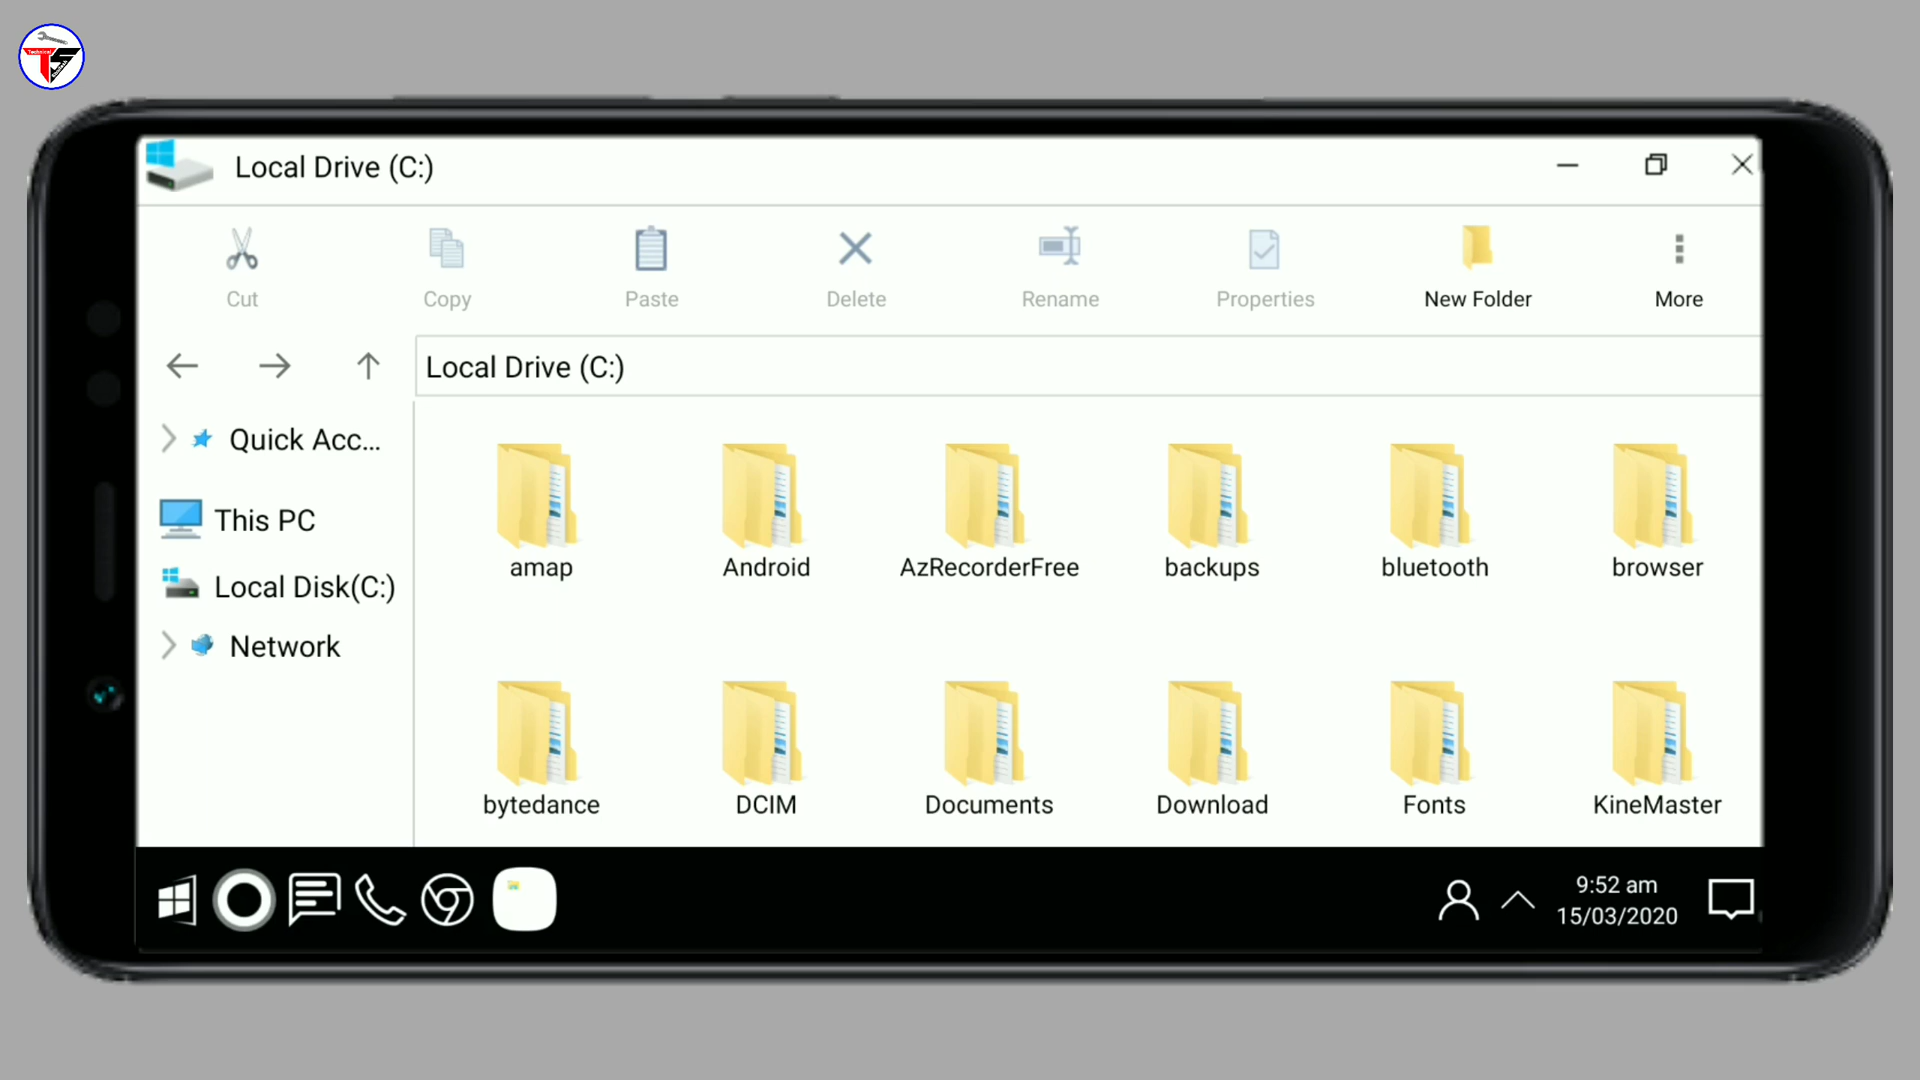 Technical
TS
Local Drive (C:)
Cut
Copy
Paste
Delete
Rename
Properties
New Folder
More
Local Drive (C:)
Quick Acc...
This PC
Local Disk(C:)
Network
amap
Android
AzRecorderFree
backups
bluetooth
browser
bytedance
DCIM
Documents
Download
Fonts
KineMaster
9:52 am
15/03/2020